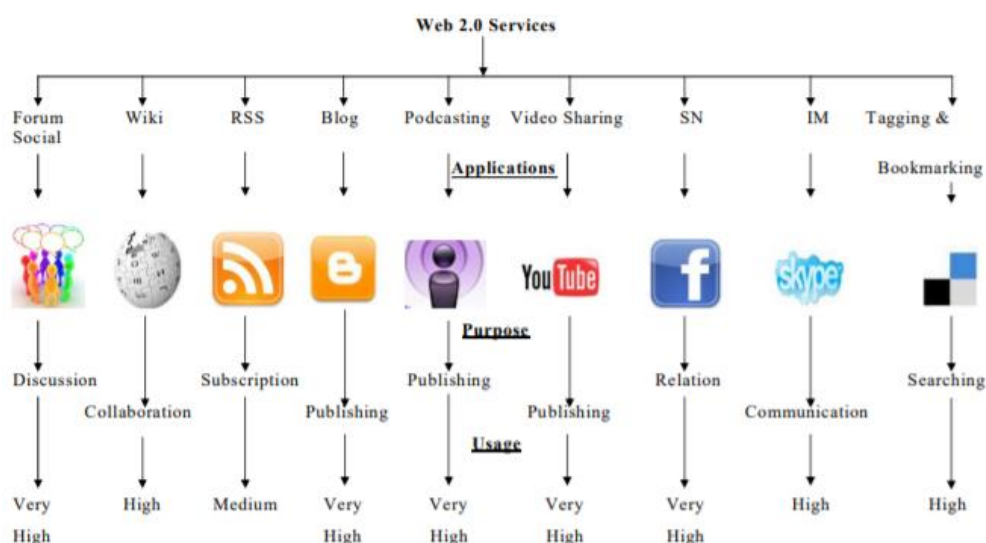 Web 2.0 Services
Forum Wiki RSS Blog Podcasting Video Sharing SN IM Tagging &
Social
Applications
Bookmarking
You Tube f skype
Purpose
Discussion Subscription Publishing Relation Searching
Collaboration Publishing Publishing Communication
Usage
Very High Medium Very Very Very Very High High
High High High High High